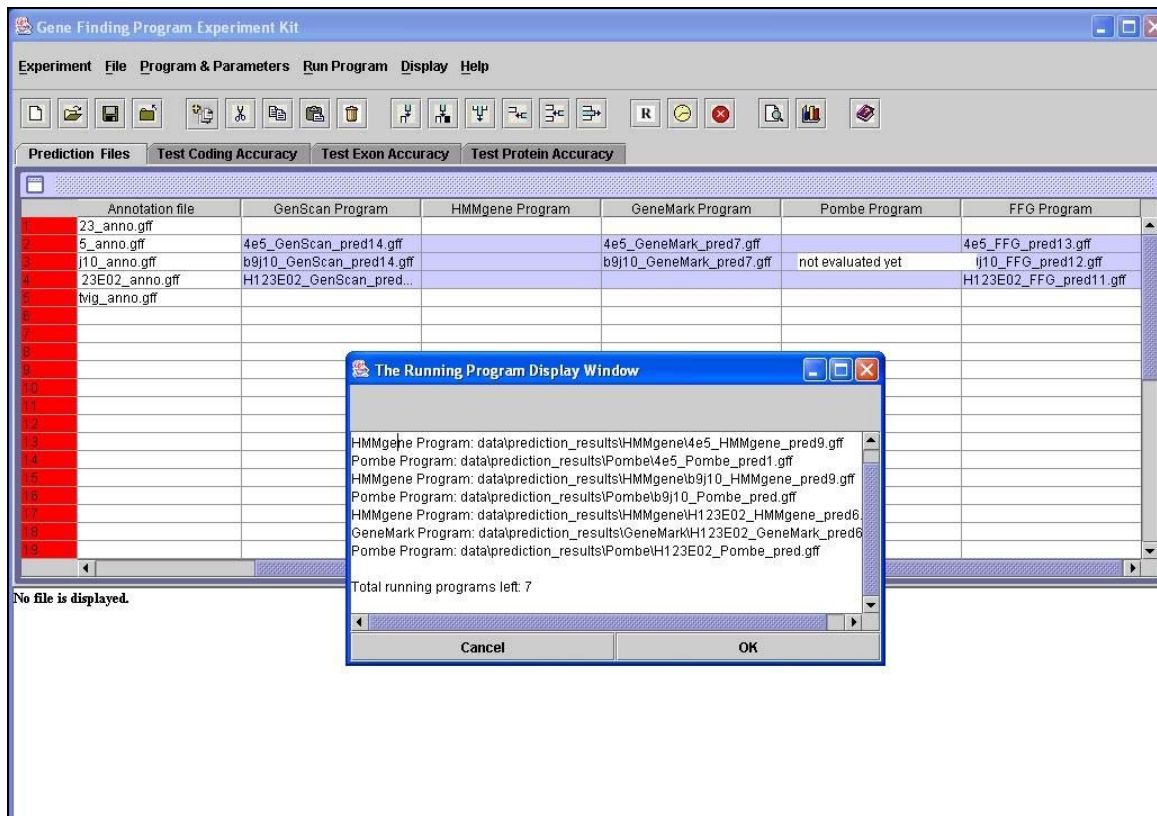 Gene Finding Program Experiment Kit
Experiment File Program & Parameters Run Program Display Help
R
Prediction Files Test Coding Accuracy Test Exon Accuracy Test Protein Accuracy
Annotation file GenScan Program HMMgene Program GeneMark Program Pombe Program FFG Program
1 23_anno.gff
2 5_anno.gff 4e5_GenScan_pred14.gff 4e5_GeneMark_pred7.gff 4e5_FFG_pred13.gff
3 j10_anno.gff b9j10_GenScan_pred14.gff b9j10_GeneMark_pred7.gff not evaluated yet j10_FFG_pred12.gff
4 23E02_anno.gff H123E02_GenScan_pred... H123E02_FFG_pred11.gff
5 tvig_anno.gff
6
7
8
9
10
11
12
13
14
15
16
17
18
19
The Running Program Display Window
HMMgene Program: data\prediction_results\HMMgene\4e5_HMMgene_pred9.gff
Pombe Program: data\prediction_results\Pombe\4e5_Pombe_pred1.gff
HMMgene Program: data\prediction_results\HMMgene\b9j10_HMMgene_pred9.gff
Pombe Program: data\prediction_results\Pombe\b9j10_Pombe_pred.gff
HMMgene Program: data\prediction_results\HMMgene\H123E02_HMMgene_pred6.
GeneMark Program: data\prediction_results\GeneMark\H123E02_GeneMark_pred6
Pombe Program: data\prediction_results\Pombe\H123E02_Pombe_pred.gff
Total running programs left: 7
Cancel OK
No file is displayed.